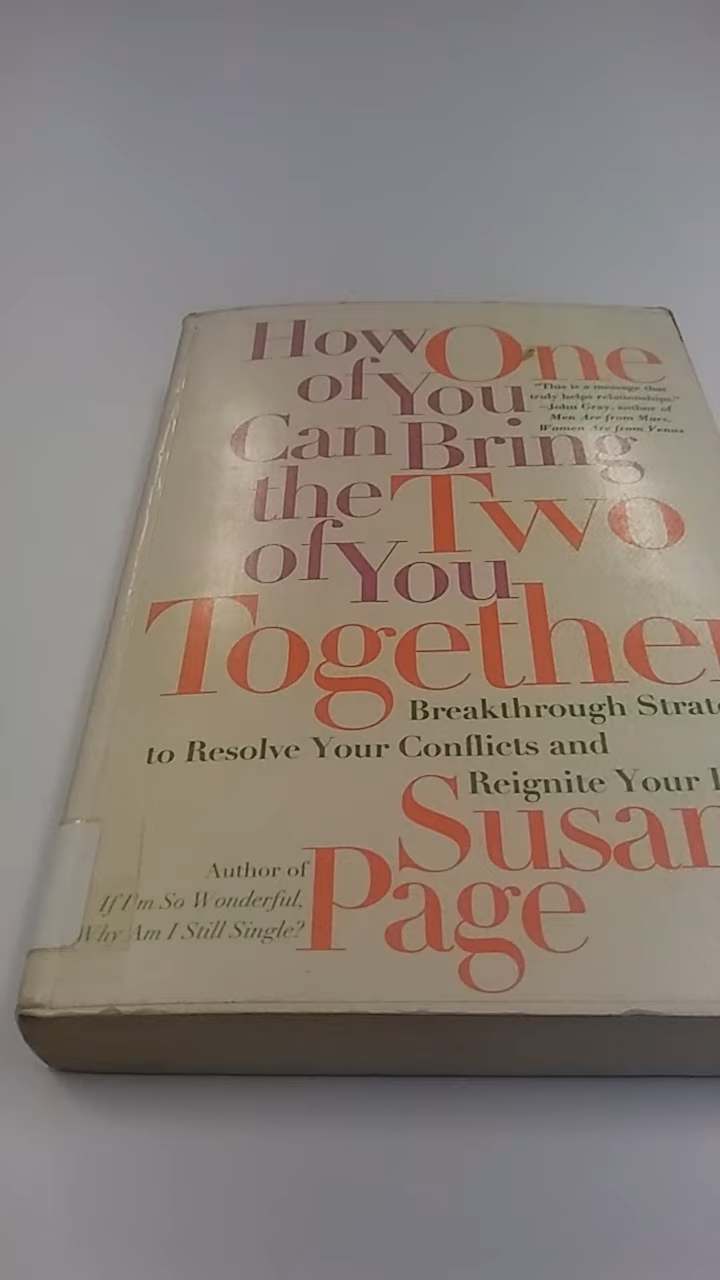 How One
of You
"This is a message that
truly helps relationships."
—John Gray, author of
Men Are from Mars,
Women Are from Venus
Can Bring
the Two
of You
Together
Breakthrough Strat
to Resolve Your Conflicts and
Reignite Your
Susan
Page
Author of
If I'm So Wonderful,
Why Am I Still Single?